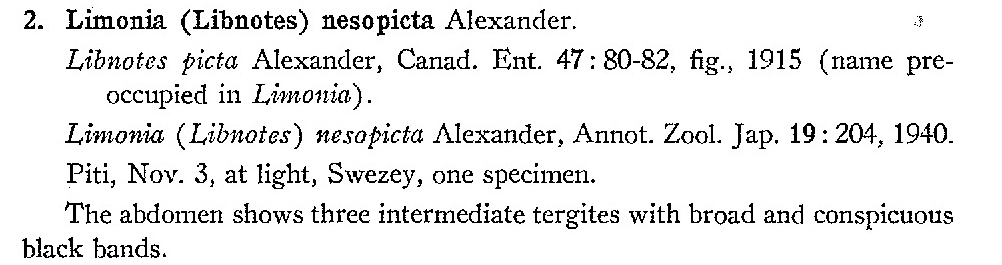 2. Limonia (Libnotes) nesopicta Alexander.
Libnotes picta Alexander, Canad. Ent. 47: 80-82, fig., 1915 (name pre-
occupied in Limonia).
Limonia (Libnotes) nesopicta Alexander, Annot. Zool. Jap. 19: 204, 1940.
Piti, Nov. 3, at light, Swezey, one specimen.
The abdomen shows three intermediate tergites with broad and conspicuous
black bands.